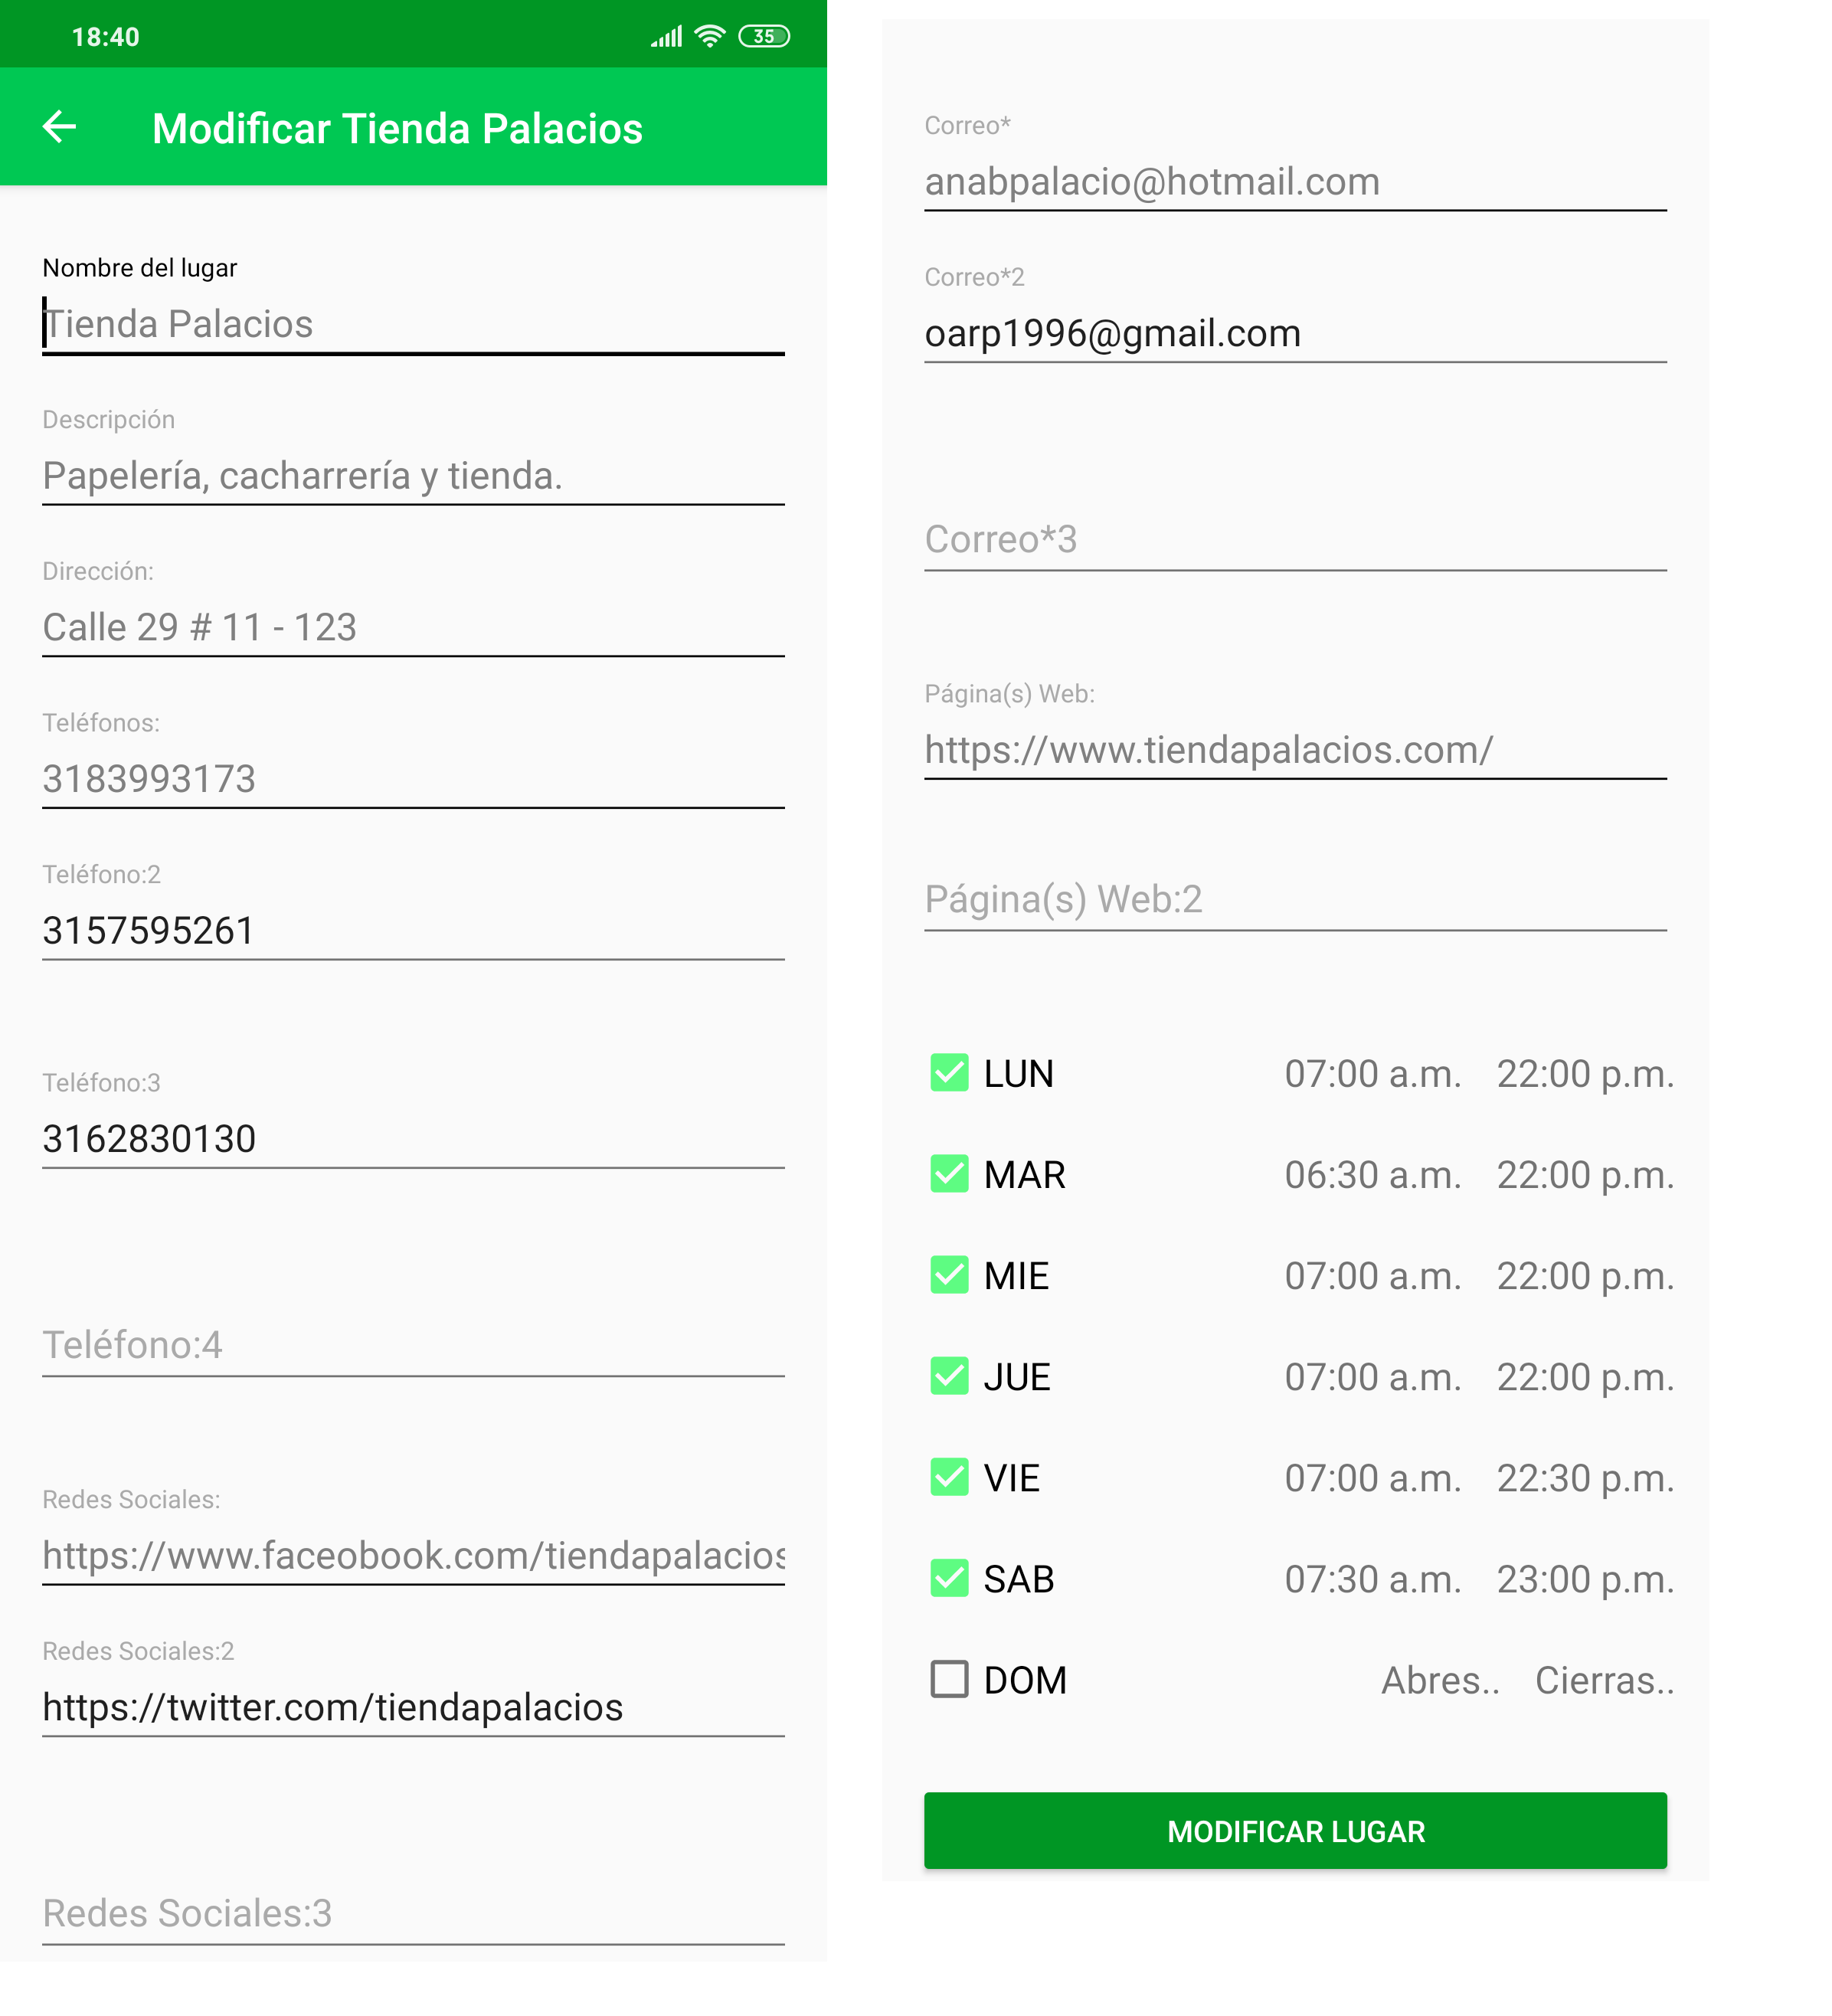 18:40
35
Modificar Tienda Palacios
Nombre del lugar
Tienda Palacios
Descripción
Papelería, cacharrería y tienda.
Dirección:
Calle 29 # 11 - 123
Teléfonos:
3183993173
Teléfono:2
3157595261
Teléfono:3
3162830130
Teléfono:4
Redes Sociales:
https://www.faceobook.com/tiendapalacios
Redes Sociales:2
https://twitter.com/tiendapalacios
Redes Sociales:3
Correo*
anabpalacio@hotmail.com
Correo*2
oarp1996@gmail.com
Correo*3
Página(s) Web:
https://www.tiendapalacios.com/
Página(s) Web:2
LUN 07:00 a.m. 22:00 p.m.
MAR 06:30 a.m. 22:00 p.m.
MIE 07:00 a.m. 22:00 p.m.
JUE 07:00 a.m. 22:00 p.m.
VIE 07:00 a.m. 22:30 p.m.
SAB 07:30 a.m. 23:00 p.m.
DOM Abres.. Cierras..
MODIFICAR LUGAR